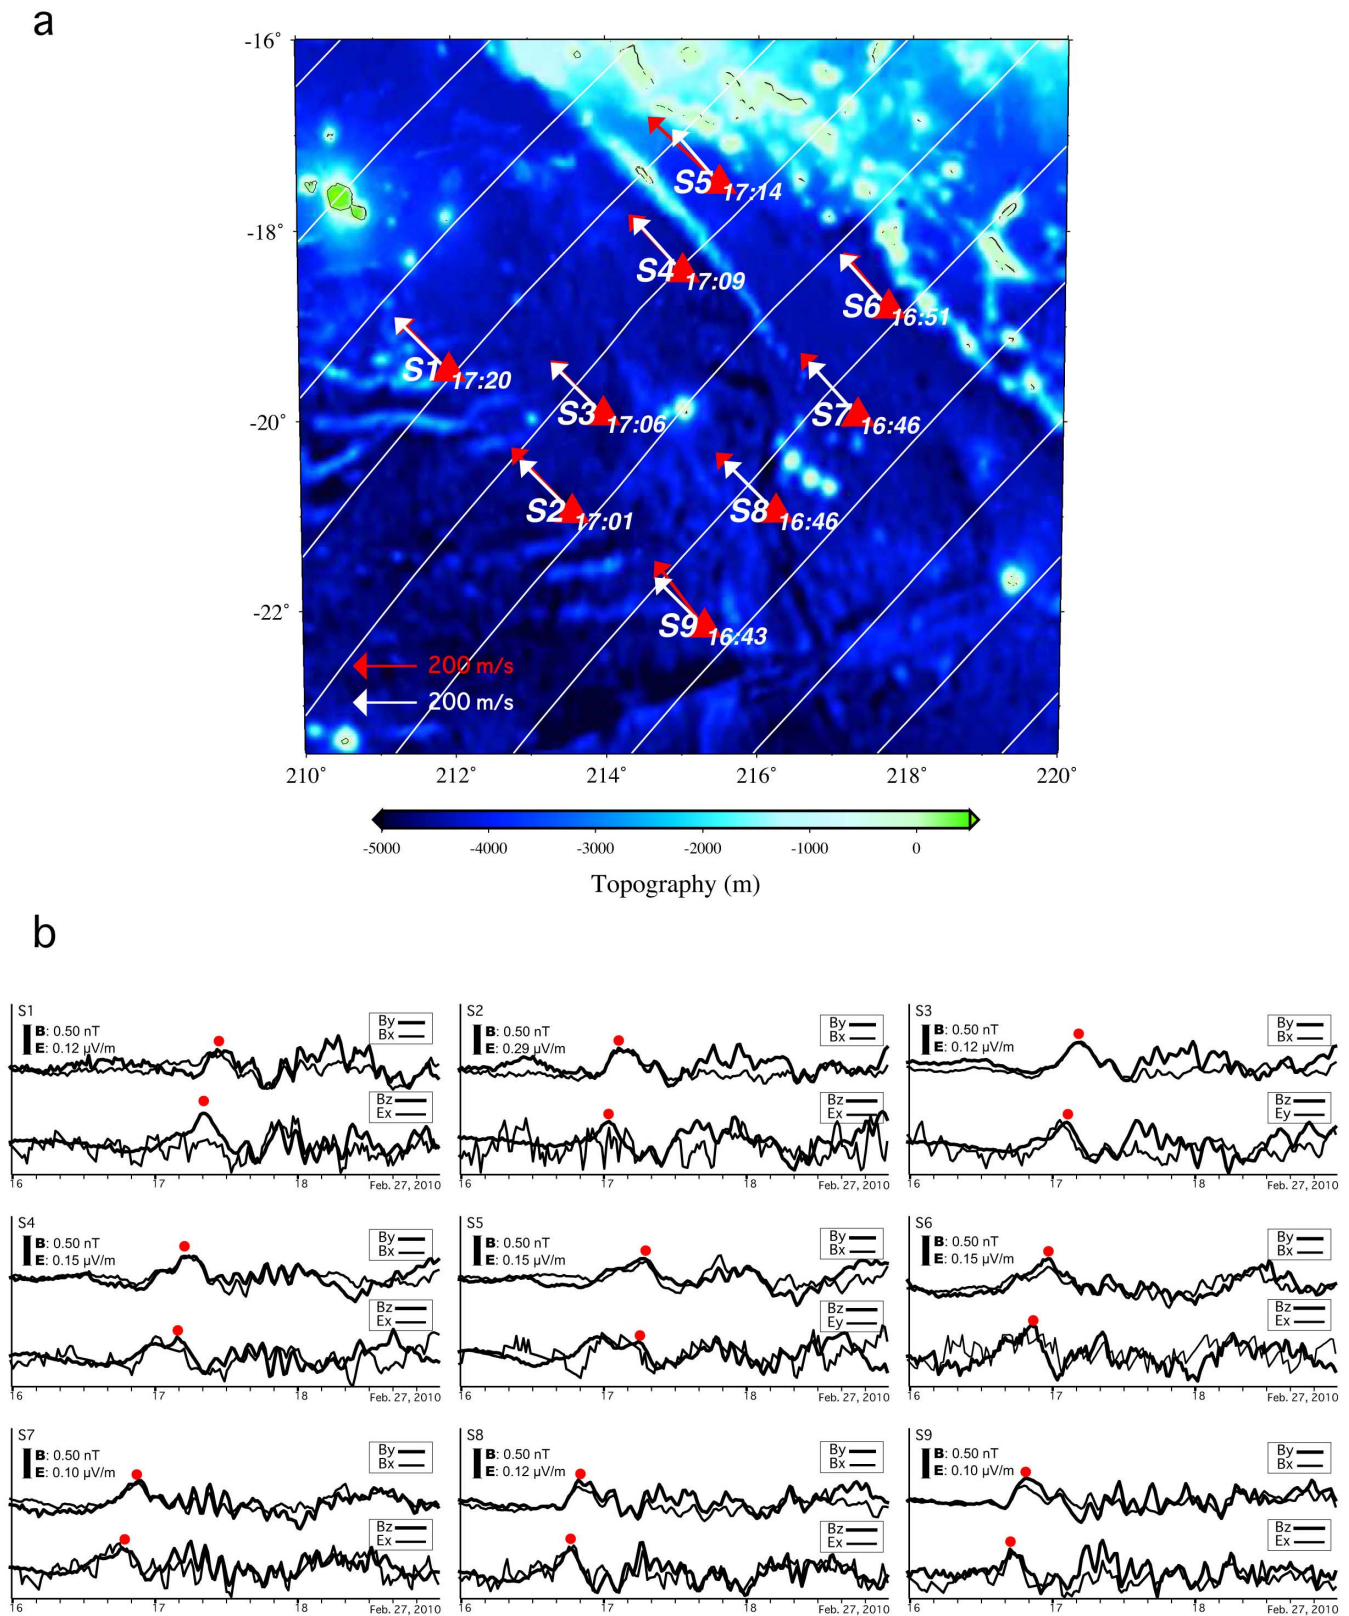 a
-16°
-18°
-20°
-22°
S5 17:14
S4 17:09
S6 16:51
S1 17:20
S3 17:06
S7 16:46
S2 17:01
S8 16:46
S9 16:43
200 m/s
200 m/s
210° 212° 214° 216° 218° 220°
-5000 -4000 -3000 -2000 -1000 0
Topography (m)
b
S1
B: 0.50 nT
E: 0.12 μV/m
By
Bx
Bz
Ex
16 17 18 Feb. 27, 2010
S2
B: 0.50 nT
E: 0.29 μV/m
By
Bx
Bz
Ex
16 17 18 Feb. 27, 2010
S3
B: 0.50 nT
E: 0.12 μV/m
By
Bx
Bz
Ey
16 17 18 Feb. 27, 2010
S4
B: 0.50 nT
E: 0.15 μV/m
By
Bx
Bz
Ex
16 17 18 Feb. 27, 2010
S5
B: 0.50 nT
E: 0.15 μV/m
By
Bx
Bz
Ey
16 17 18 Feb. 27, 2010
S6
B: 0.50 nT
E: 0.15 μV/m
By
Bx
Bz
Ex
16 17 18 Feb. 27, 2010
S7
B: 0.50 nT
E: 0.10 μV/m
By
Bx
Bz
Ex
16 17 18 Feb. 27, 2010
S8
B: 0.50 nT
E: 0.12 μV/m
By
Bx
Bz
Ex
16 17 18 Feb. 27, 2010
S9
B: 0.50 nT
E: 0.10 μV/m
By
Bx
Bz
Ex
16 17 18 Feb. 27, 2010